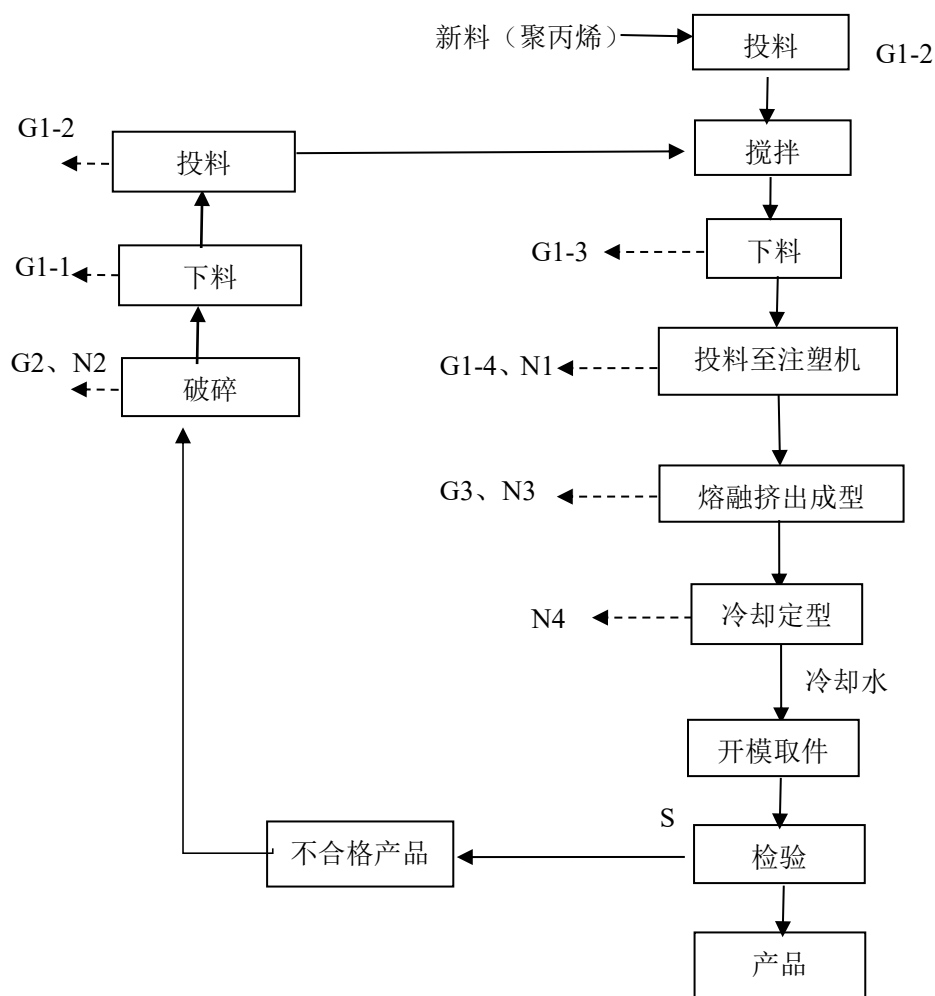 新料（聚丙烯）
投料
G1-2
G1-2
投料
搅拌
G1-1
下料
G1-3
下料
G2、N2
破碎
G1-4、N1
投料至注塑机
G3、N3
熔融挤出成型
N4
冷却定型
冷却水
开模取件
S
不合格产品
检验
产品